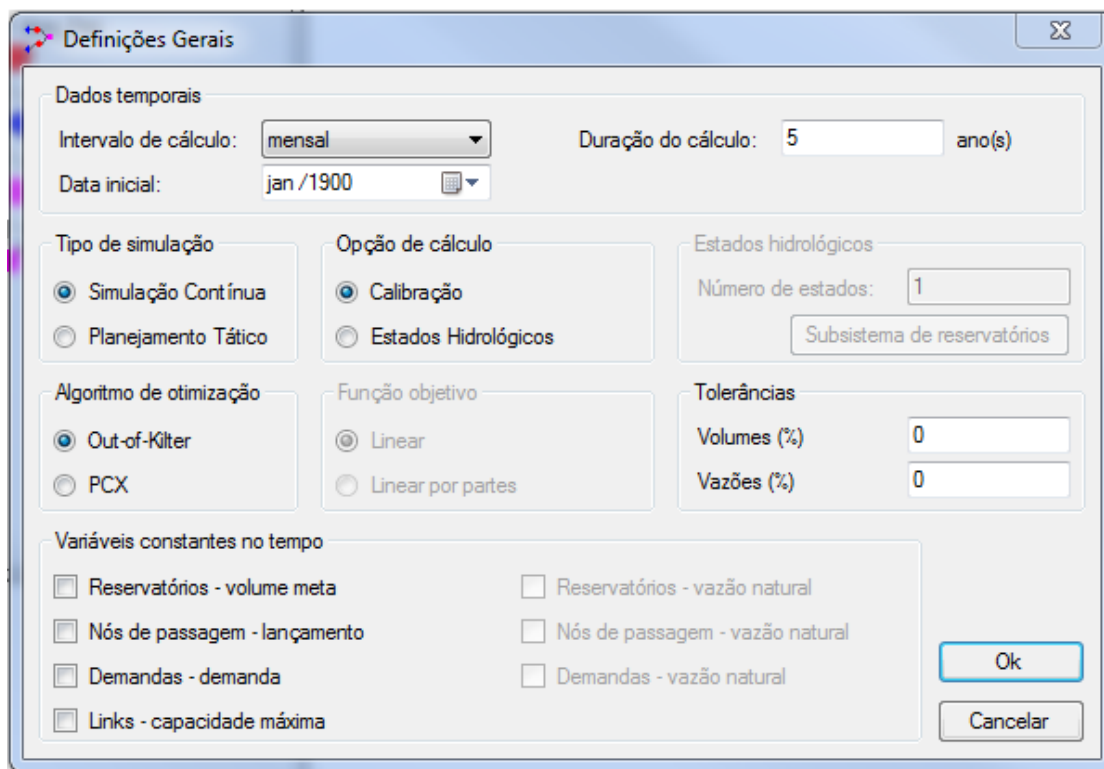 Definições Gerais
Dados temporais
Intervalo de cálculo: mensal Duração do cálculo: 5 ano(s)
Data inicial: jan /1900
Tipo de simulação Opção de cálculo Estados hidrológicos
Simulação Contínua Calibração Número de estados: 1
Planejamento Tático Estados Hidrológicos Subsistema de reservatórios
Algoritmo de otimização Função objetivo Tolerâncias
Out-of-Kilter Linear Volumes (%) 0
PCX Linear por partes Vazões (%) 0
Variáveis constantes no tempo
Reservatórios - volume meta Reservatórios - vazão natural
Nós de passagem - lançamento Nós de passagem - vazão natural
Demandas - demanda Demandas - vazão natural Ok
Links - capacidade máxima Cancelar